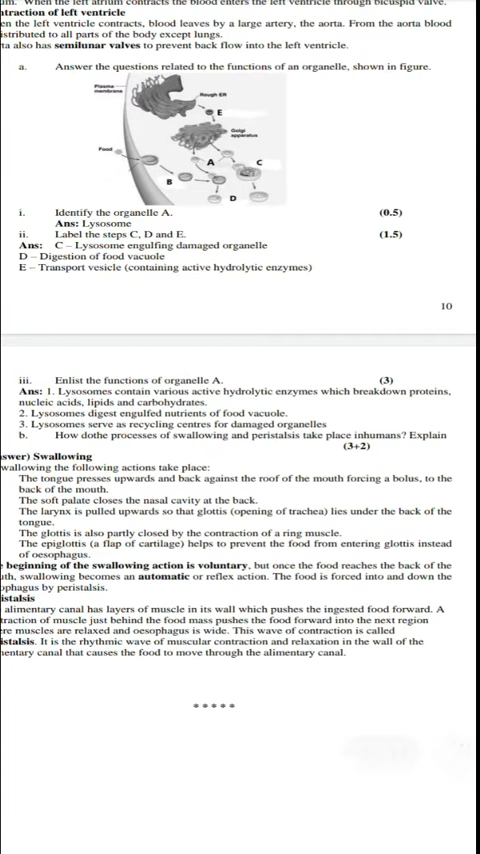 um. When the left atrium contracts the blood enters the left ventricle through bicuspid valve.
ntraction of left ventricle
en the left ventricle contracts, blood leaves by a large artery, the aorta. From the aorta blood
istributed to all parts of the body except lungs.
ta also has semilunar valves to prevent back flow into the left ventricle.
a. Answer the questions related to the functions of an organelle, shown in figure.
Plasma
membrane
Rough ER
E
Golgi
apparatus
Food
A
C
B
D
i. Identify the organelle A. (0.5)
Ans: Lysosome
ii. Label the steps C, D and E. (1.5)
Ans: C – Lysosome engulfing damaged organelle
D – Digestion of food vacuole
E – Transport vesicle (containing active hydrolytic enzymes)
10
iii. Enlist the functions of organelle A. (3)
Ans: 1. Lysosomes contain various active hydrolytic enzymes which breakdown proteins,
nucleic acids, lipids and carbohydrates.
2. Lysosomes digest engulfed nutrients of food vacuole.
3. Lysosomes serve as recycling centres for damaged organelles
b. How dothe processes of swallowing and peristalsis take place inhumans? Explain
(3+2)
nswer) Swallowing
wallowing the following actions take place:
The tongue presses upwards and back against the roof of the mouth forcing a bolus, to the
back of the mouth.
The soft palate closes the nasal cavity at the back.
The larynx is pulled upwards so that glottis (opening of trachea) lies under the back of the
tongue.
The glottis is also partly closed by the contraction of a ring muscle.
The epiglottis (a flap of cartilage) helps to prevent the food from entering glottis instead
of oesophagus.
e beginning of the swallowing action is voluntary, but once the food reaches the back of the
uth, swallowing becomes an automatic or reflex action. The food is forced into and down the
ophagus by peristalsis.
istalsis
alimentary canal has layers of muscle in its wall which pushes the ingested food forward. A
traction of muscle just behind the food mass pushes the food forward into the next region
ere muscles are relaxed and oesophagus is wide. This wave of contraction is called
istalsis. It is the rhythmic wave of muscular contraction and relaxation in the wall of the
mentary canal that causes the food to move through the alimentary canal.
*****